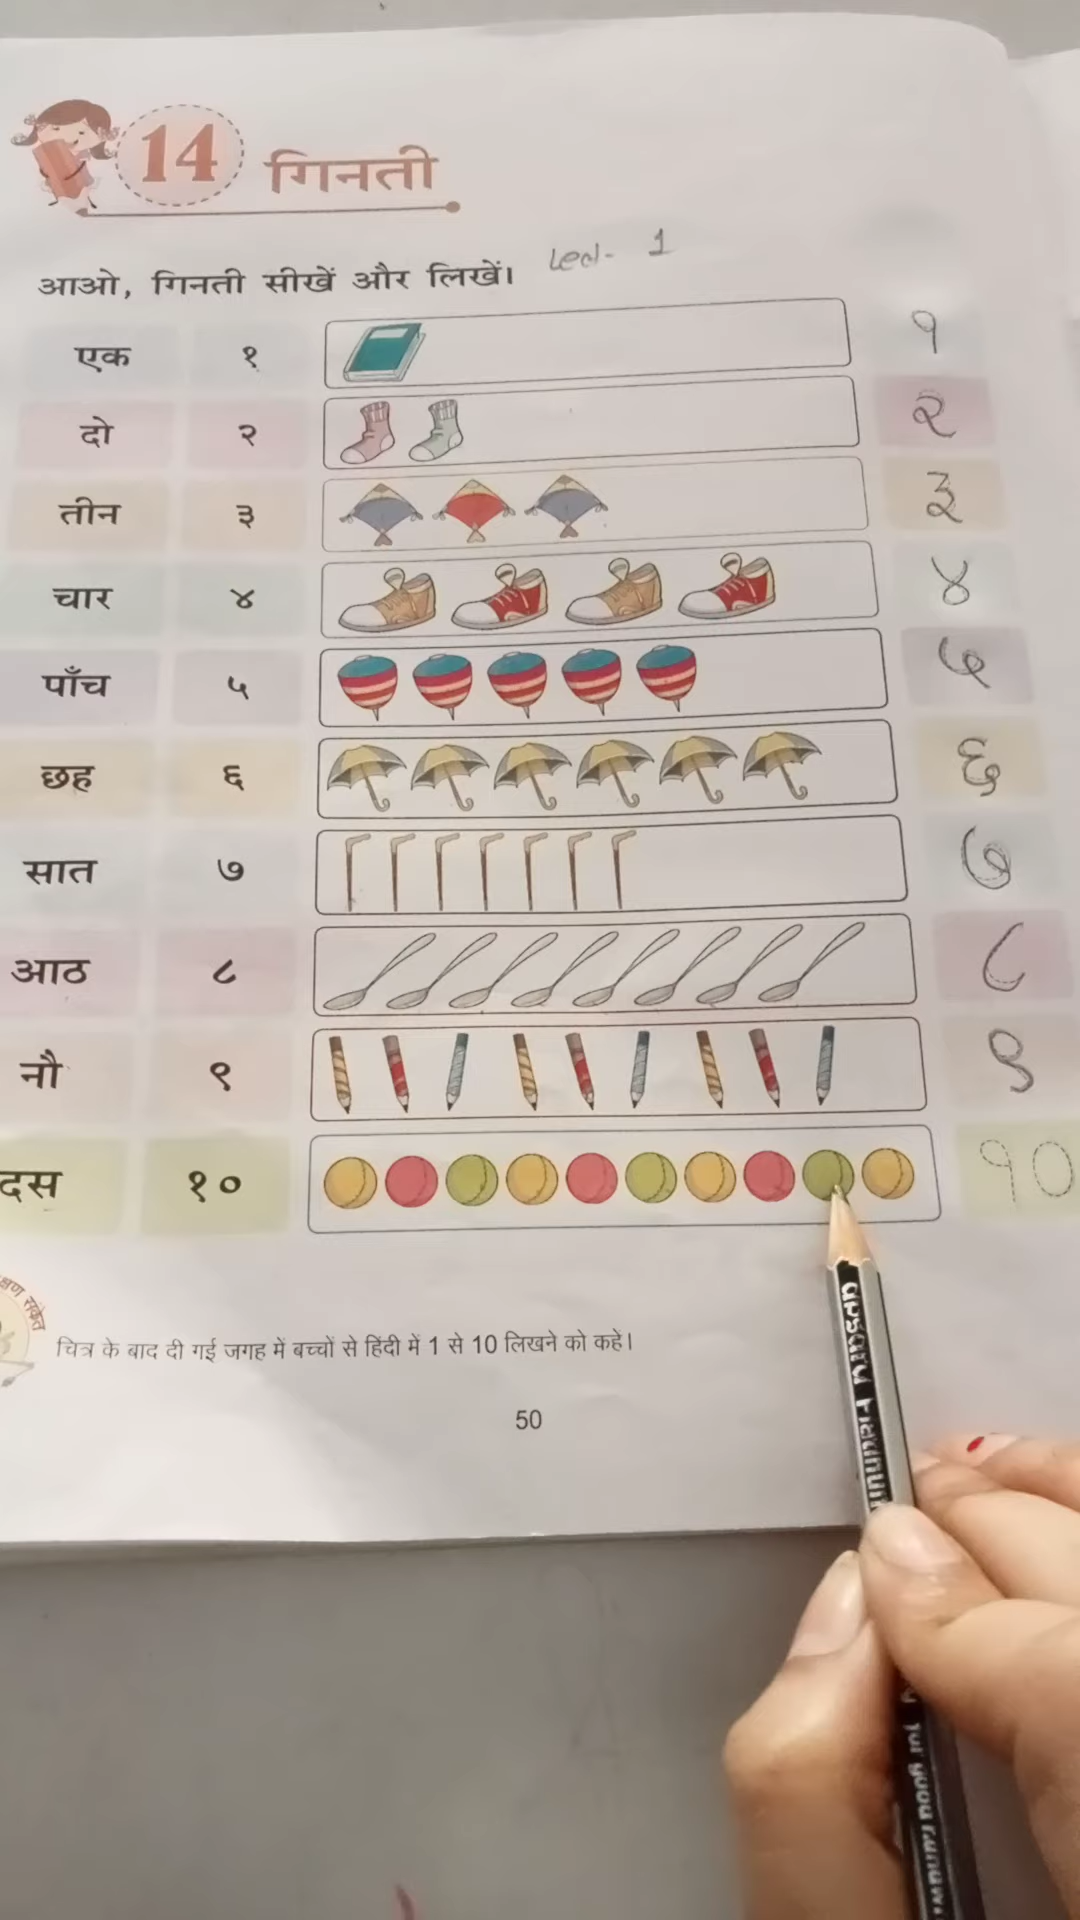 14 गिनती
आओ, गिनती सीखें और लिखें। 1
एक १ १
दो २ २
तीन ३ ३
चार ४ ४
पाँच ५ ५
छह ६ ६
सात ७ ७
आठ ८ ८
नौ ९ ९
दस १० १०
चित्र के बाद दी गई जगह में बच्चों से हिंदी में 1 से 10 लिखने को कहें।
50